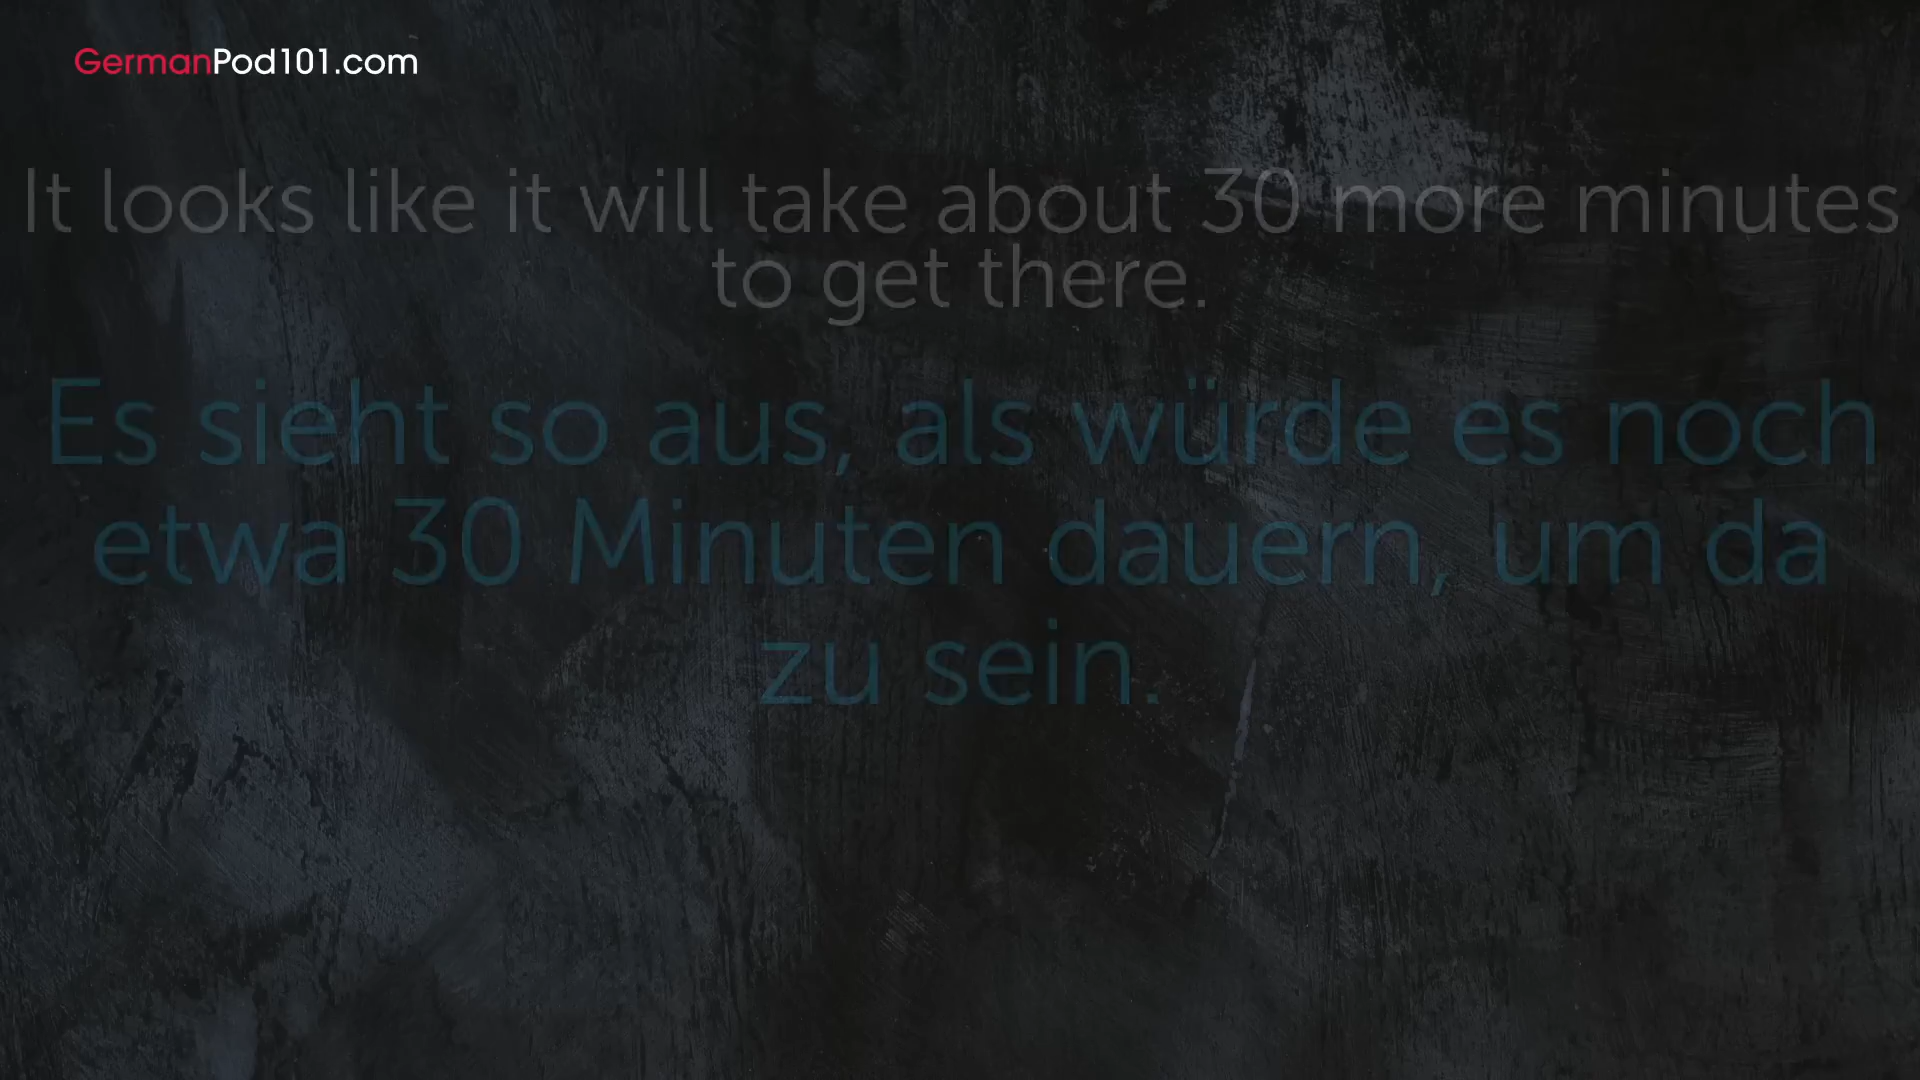 GermanPod101.com
It looks like it will take about 30 more minutes
to get there.
Es sieht so aus, als würde es noch
etwa 30 Minuten dauern, um da
zu sein.